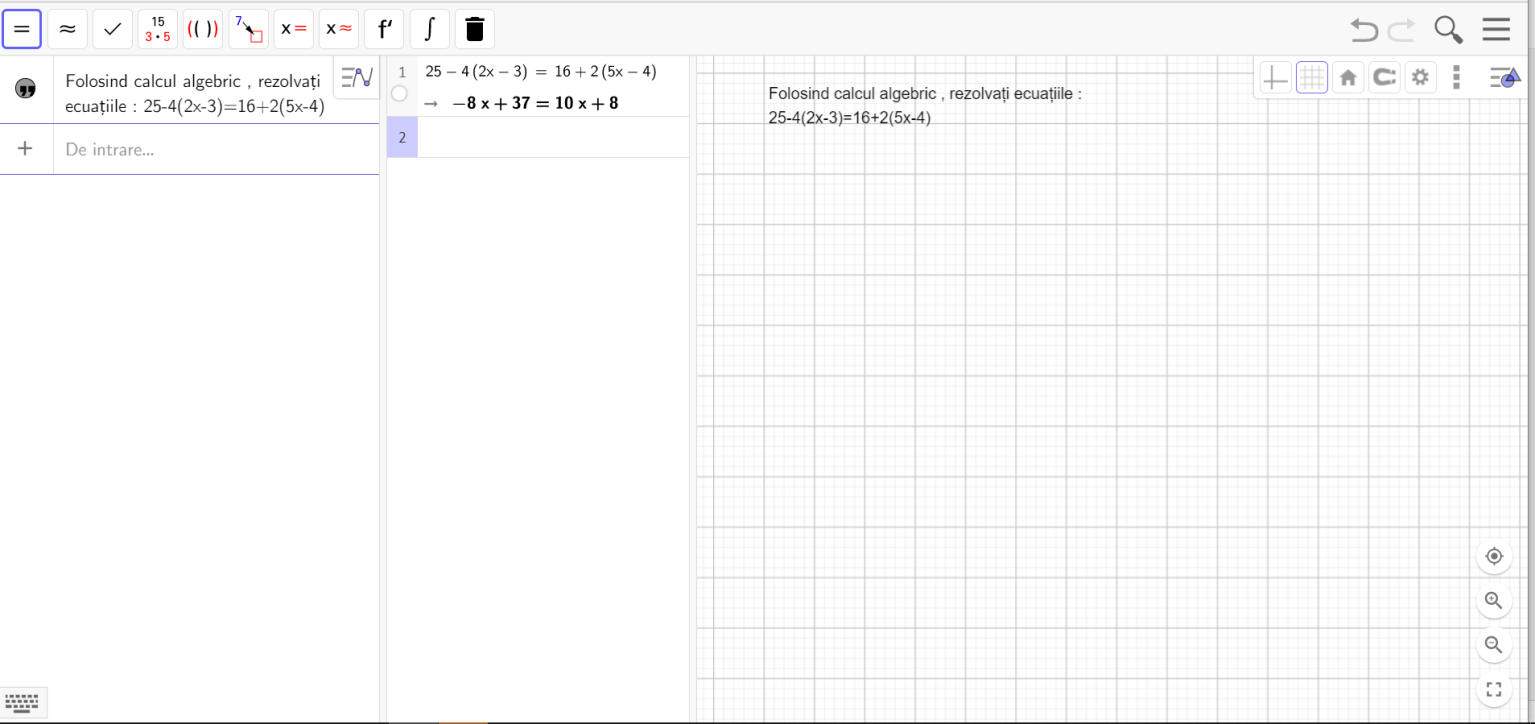 = ≈ ✓ 15 3·5 (( )) 7 x = x ≈ f′ ∫
Folosind calcul algebric , rezolvați
ecuațiile : 25-4(2x-3)=16+2(5x-4)
+ De intrare...
1 25 − 4 (2x − 3) = 16 + 2 (5x − 4)
→ −8 x + 37 = 10 x + 8
2
Folosind calcul algebric , rezolvați ecuațiile :
25-4(2x-3)=16+2(5x-4)